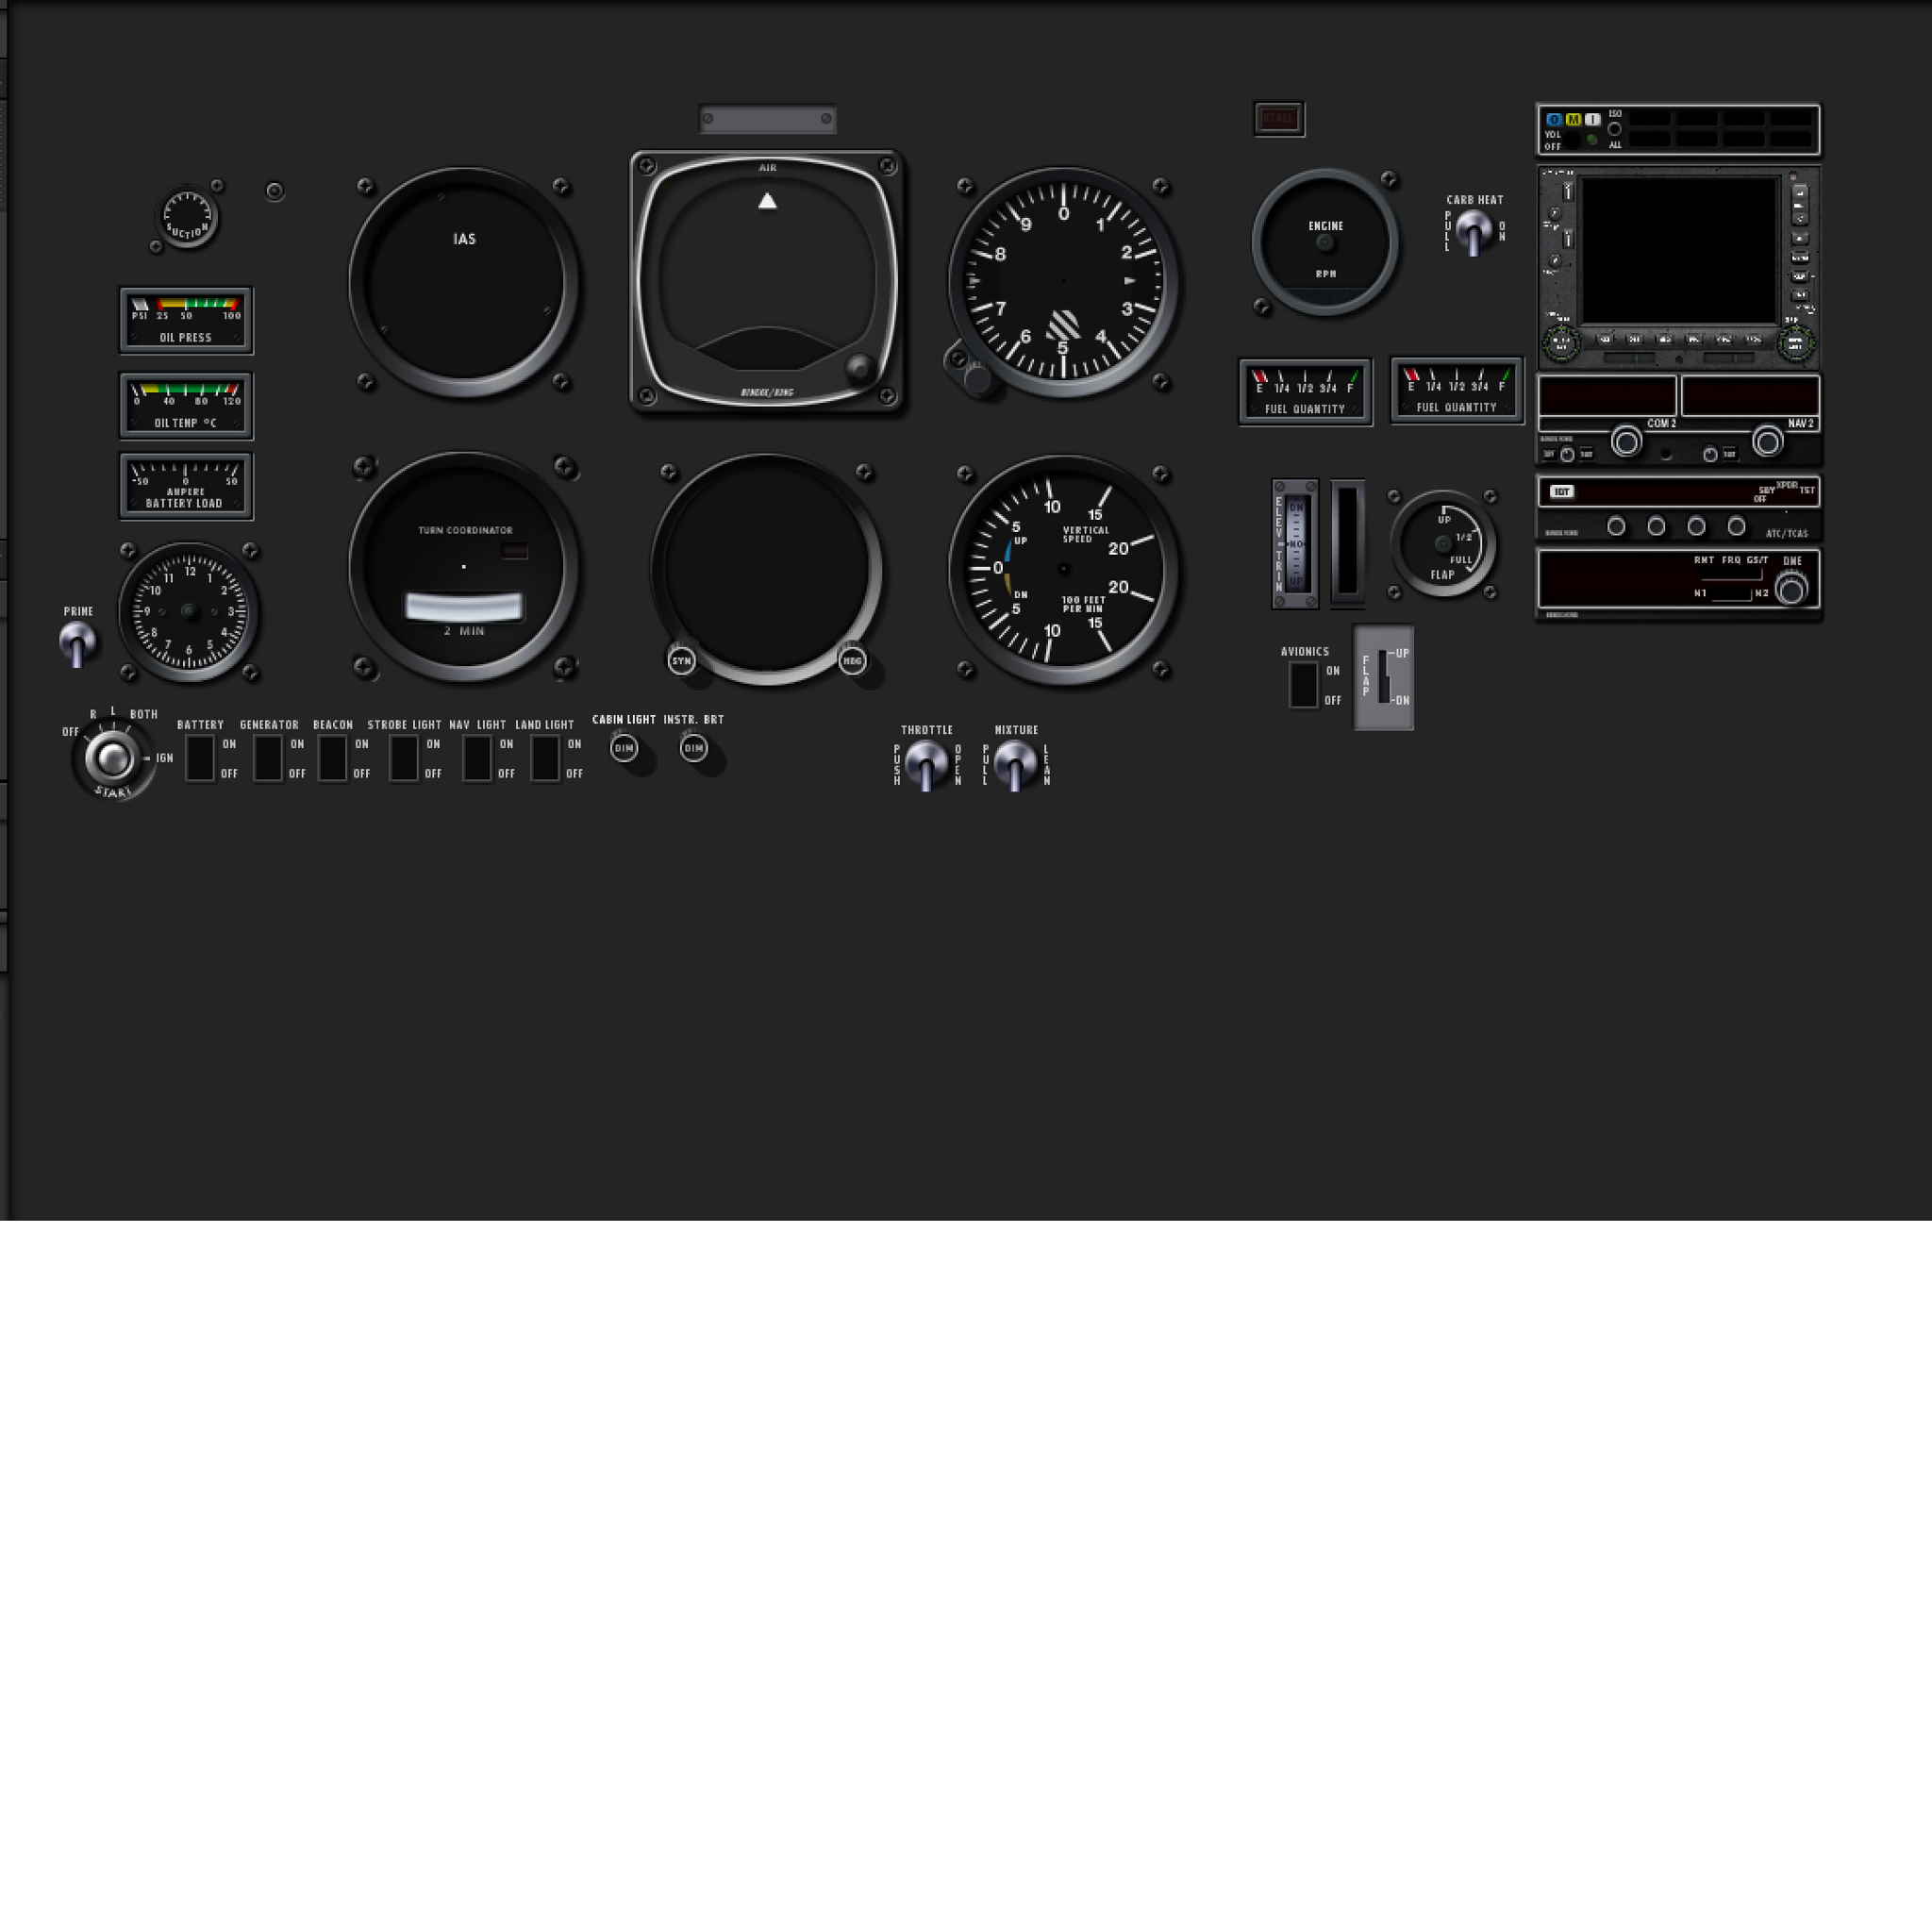 STALL
O M I ISO
VOL
OFF ALL
AIR
SUCTION
IAS
0 1 2 3 4 5 6 7 8 9
ENGINE
RPM
CARB HEAT
PULL
ON
PSI 25 50 100
OIL PRESS
0 40 80 120
OIL TEMP °C
-50 0 50
AMPERE
BATTERY LOAD
E 1/4 1/2 3/4 F
FUEL QUANTITY
E 1/4 1/2 3/4 F
FUEL QUANTITY
COM 2
NAV 2
TURN COORDINATOR
2 MIN
SYN
HDG
10 15
5
UP
VERTICAL
SPEED
20
0
20
DN
100 FEET
PER MIN
5
10 15
ELEV-TRIM
DN
UP
UP
1/2
FULL
FLAP
IDT
SBY XPDR TST
OFF
ATC/TCAS
RMT FRQ GS/T DME
N1 N2
12 1 2 3 4 5 6 7 8 9 10 11
PRIME
AVIONICS
ON
OFF
FLAP
UP
DN
OFF R L BOTH
IGN
START
BATTERY
ON
OFF
GENERATOR
ON
OFF
BEACON
ON
OFF
STROBE LIGHT
ON
OFF
NAV LIGHT
ON
OFF
LAND LIGHT
ON
OFF
CABIN LIGHT
DIM
INSTR. BRT
DIM
THROTTLE
PUSH
OPEN
MIXTURE
PULL
LEAN